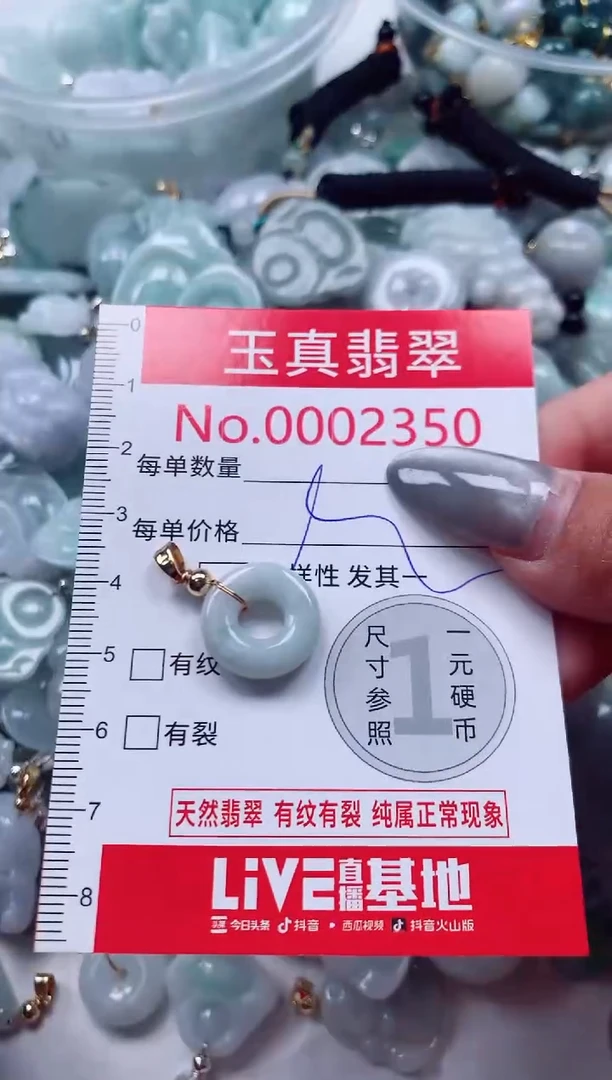 玉真翡翠
No.0002350
每单数量
每单价格
样性 发其一
有纹
有裂
尺寸参照
1
一元硬币
天然翡翠 有纹有裂 纯属正常现象
LIVE直播基地
头条 今日头条 抖音 西瓜视频 抖音火山版
0
1
2
3
4
5
6
7
8